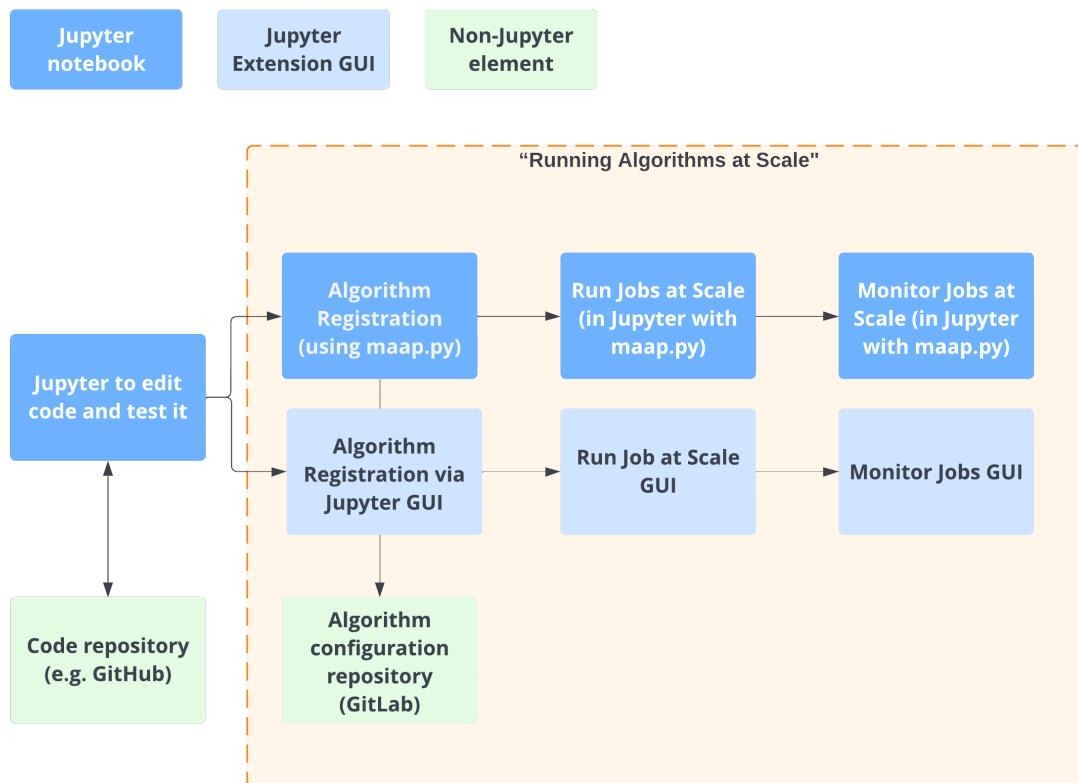 Jupyter
notebook
Jupyter
Extension GUI
Non-Jupyter
element
“Running Algorithms at Scale"
Algorithm
Registration
(using maap.py)
Run Jobs at Scale
(in Jupyter with
maap.py)
Monitor Jobs at
Scale (in Jupyter
with maap.py)
Jupyter to edit
code and test it
Algorithm
Registration via
Jupyter GUI
Run Job at Scale
GUI
Monitor Jobs GUI
Code repository
(e.g. GitHub)
Algorithm
configuration
repository
(GitLab)